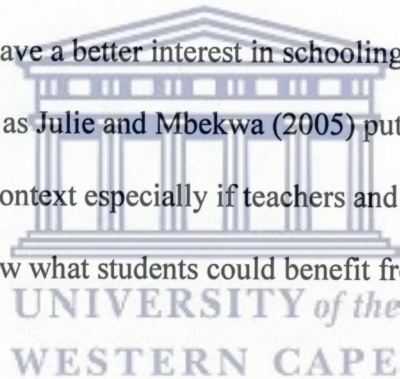 ave a better interest in schooling
as Julie and Mbekwa (2005) put
ontext especially if teachers and
w what students could benefit fr
UNIVERSITY of the
WESTERN CAPE